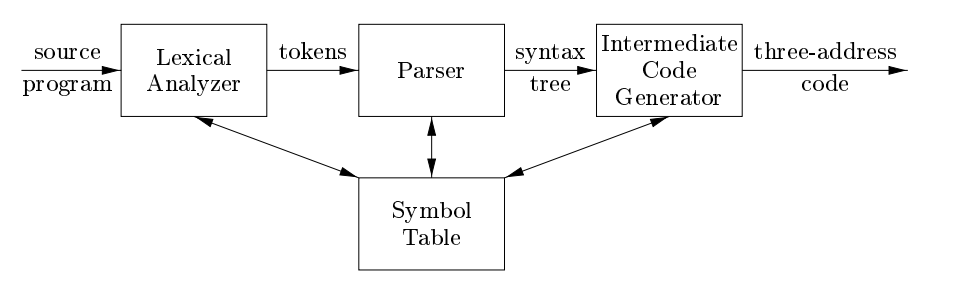 source
program
Lexical
Analyzer
tokens
Parser
syntax
tree
Intermediate
Code
Generator
three-address
code
Symbol
Table